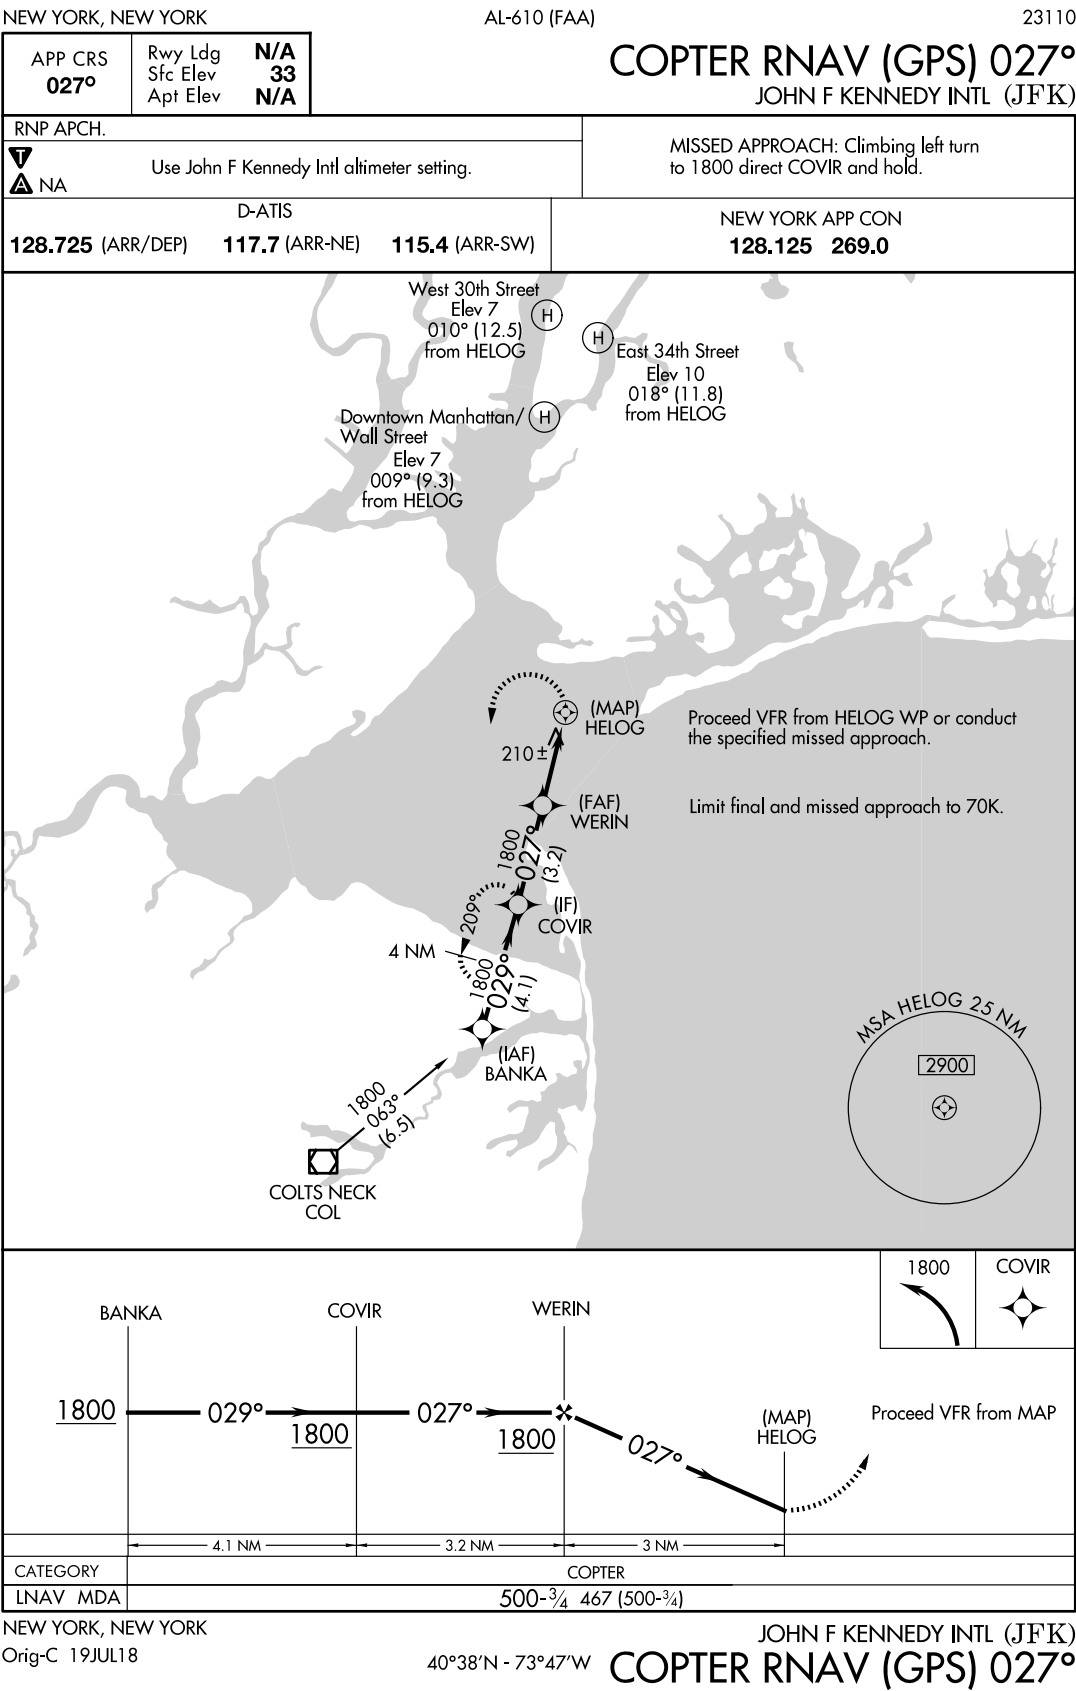 NEW YORK, NEW YORK
AL-610 (FAA)
23110
APP CRS
027°
Rwy Ldg N/A
Sfc Elev 33
Apt Elev N/A
COPTER RNAV (GPS) 027°
JOHN F KENNEDY INTL (JFK)
RNP APCH.
T
A NA
Use John F Kennedy Intl altimeter setting.
MISSED APPROACH: Climbing left turn
to 1800 direct COVIR and hold.
D-ATIS
128.725 (ARR/DEP) 117.7 (ARR-NE) 115.4 (ARR-SW)
NEW YORK APP CON
128.125 269.0
West 30th Street
Elev 7
010° (12.5)
from HELOG
H
H
East 34th Street
Elev 10
018° (11.8)
from HELOG
Downtown Manhattan/
Wall Street
Elev 7
009° (9.3)
from HELOG
H
(MAP)
HELOG
210±
Proceed VFR from HELOG WP or conduct
the specified missed approach.
(FAF)
WERIN
Limit final and missed approach to 70K.
1800
027°
(3.2)
(IF)
COVIR
209°
4 NM
1800
029°
(4.1)
(IAF)
BANKA
1800
063°
(6.5)
COLTS NECK
COL
MSA HELOG 25 NM
2900
1800
COVIR
BANKA
COVIR
WERIN
1800
029°
1800
027°
1800
027°
(MAP)
HELOG
Proceed VFR from MAP
4.1 NM
3.2 NM
3 NM
CATEGORY
COPTER
LNAV MDA
500-¾ 467 (500-¾)
NEW YORK, NEW YORK
Orig-C 19JUL18
40°38'N - 73°47'W
JOHN F KENNEDY INTL (JFK)
COPTER RNAV (GPS) 027°